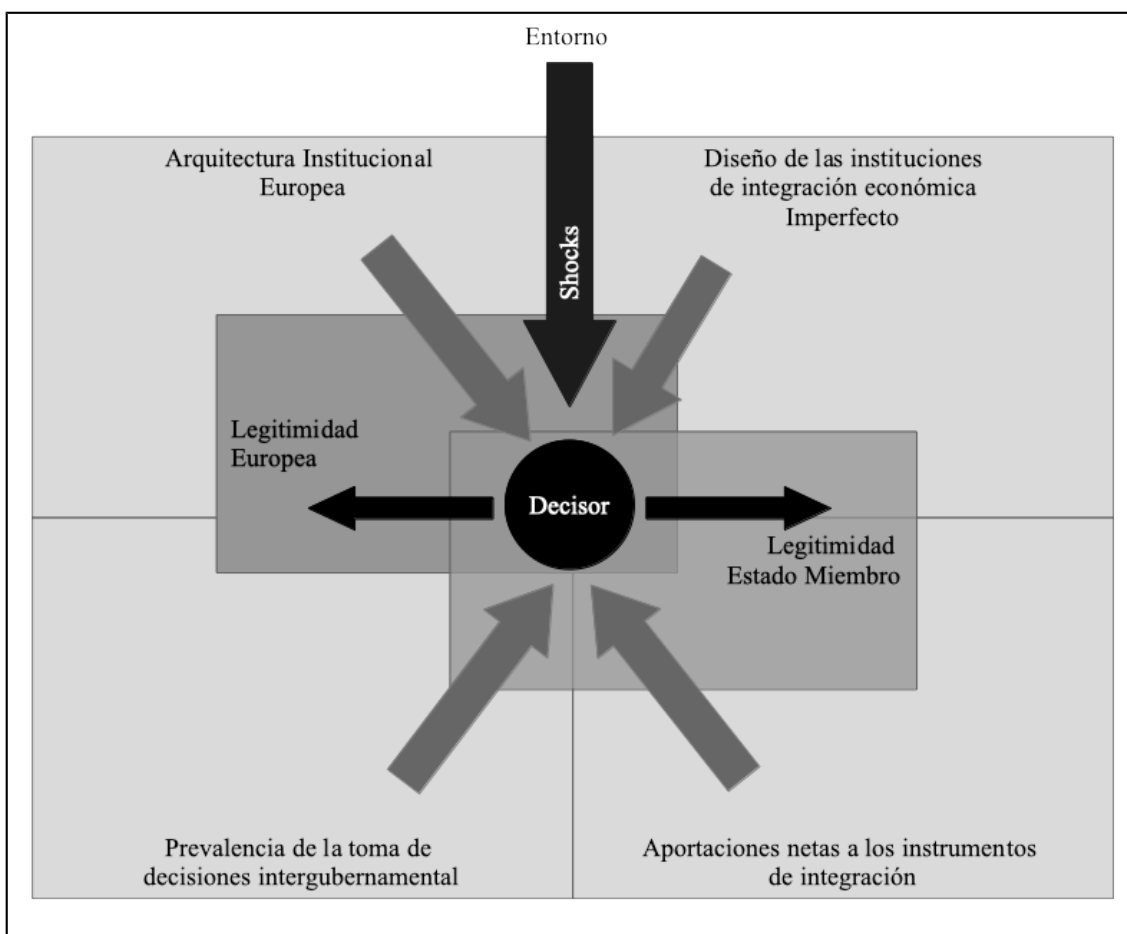 Entorno
Arquitectura Institucional
Europea
Diseño de las instituciones
de integración económica
Imperfecto
Shocks
Legitimidad
Europea
Decisor
Legitimidad
Estado Miembro
Prevalencia de la toma de
decisiones intergubernamental
Aportaciones netas a los instrumentos
de integración